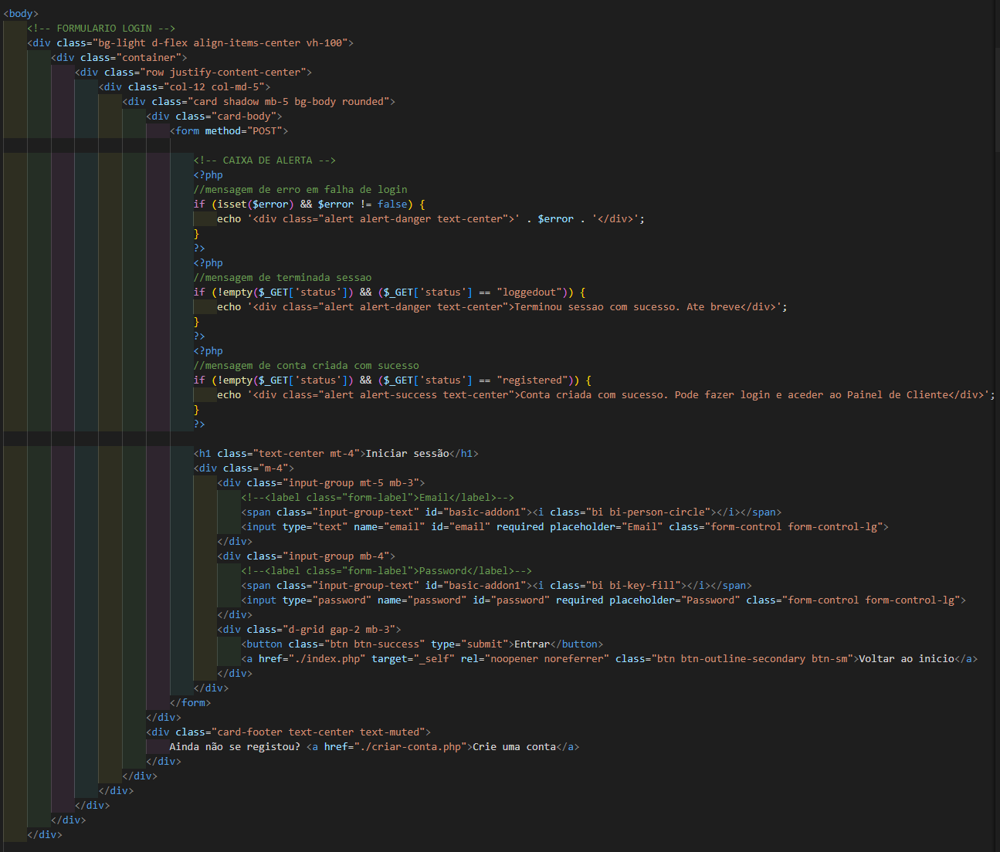 <body>
<!-- FORMULARIO LOGIN -->
<div class="bg-light d-flex align-items-center vh-100">
<div class="container">
<div class="row justify-content-center">
<div class="col-12 col-md-5">
<div class="card shadow mb-5 bg-body rounded">
<div class="card-body">
<form method="POST">
<!-- CAIXA DE ALERTA -->
<?php
//mensagem de erro em falha de login
if (isset($error) && $error != false) {
echo '<div class="alert alert-danger text-center">' . $error . '</div>';
}
?>
<?php
//mensagem de terminada sessao
if (!empty($_GET['status']) && ($_GET['status'] == "loggedout")) {
echo '<div class="alert alert-danger text-center">Terminou sessao com sucesso. Ate breve</div>';
}
?>
<?php
//mensagem de conta criada com sucesso
if (!empty($_GET['status']) && ($_GET['status'] == "registered")) {
echo '<div class="alert alert-success text-center">Conta criada com sucesso. Pode fazer login e aceder ao Painel de Cliente</div>';
}
?>
<h1 class="text-center mt-4">Iniciar sessão</h1>
<div class="m-4">
<div class="input-group mt-5 mb-3">
<!--<label class="form-label">Email</label>-->
<span class="input-group-text" id="basic-addon1"><i class="bi bi-person-circle"></i></span>
<input type="text" name="email" id="email" required placeholder="Email" class="form-control form-control-lg">
</div>
<div class="input-group mb-4">
<!--<label class="form-label">Password</label>-->
<span class="input-group-text" id="basic-addon1"><i class="bi bi-key-fill"></i></span>
<input type="password" name="password" id="password" required placeholder="Password" class="form-control form-control-lg">
</div>
<div class="d-grid gap-2 mb-3">
<button class="btn btn-success" type="submit">Entrar</button>
<a href="./index.php" target="_self" rel="noopener noreferrer" class="btn btn-outline-secondary btn-sm">Voltar ao inicio</a>
</div>
</div>
</form>
</div>
<div class="card-footer text-center text-muted">
Ainda não se registou? <a href="./criar-conta.php">Crie uma conta</a>
</div>
</div>
</div>
</div>
</div>
</div>